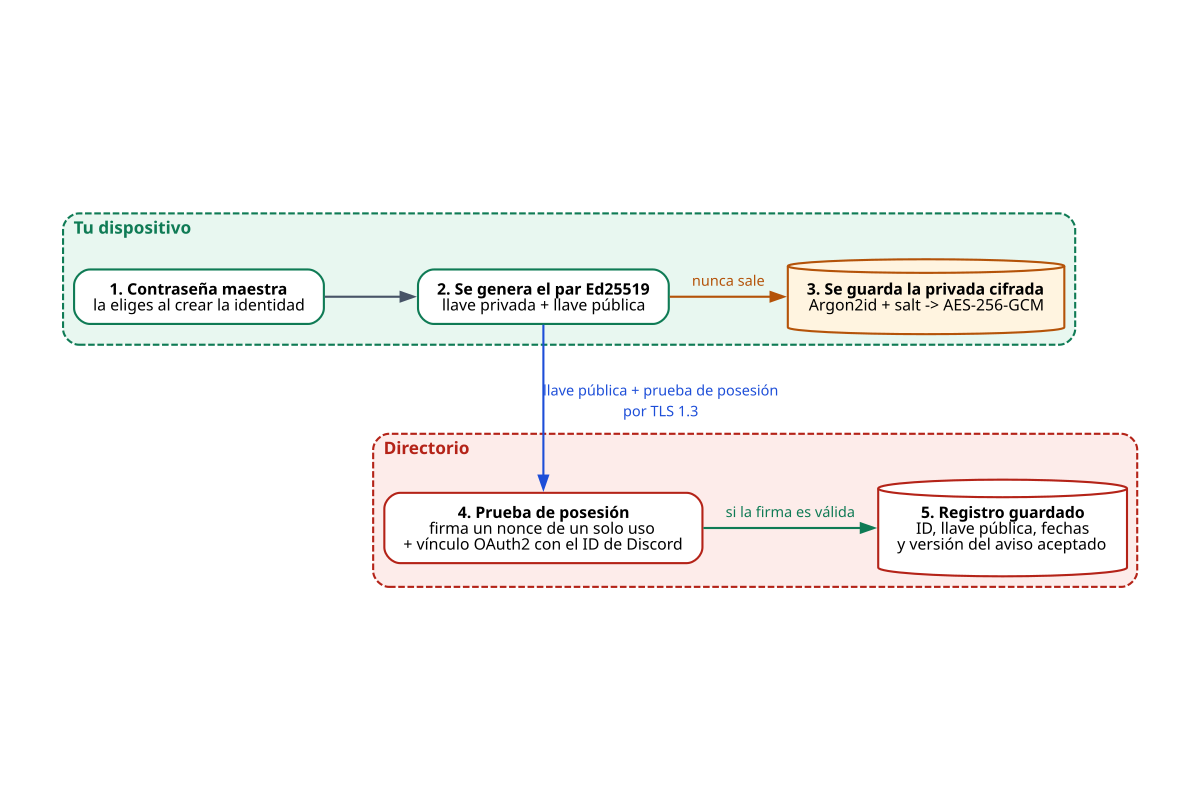 Tu dispositivo
1. Contraseña maestra
la eliges al crear la identidad
2. Se genera el par Ed25519
llave privada + llave pública
nunca sale
3. Se guarda la privada cifrada
Argon2id + salt -> AES-256-GCM
llave pública + prueba de posesión
por TLS 1.3
Directorio
4. Prueba de posesión
firma un nonce de un solo uso
+ vínculo OAuth2 con el ID de Discord
si la firma es válida
5. Registro guardado
ID, llave pública, fechas
y versión del aviso aceptado